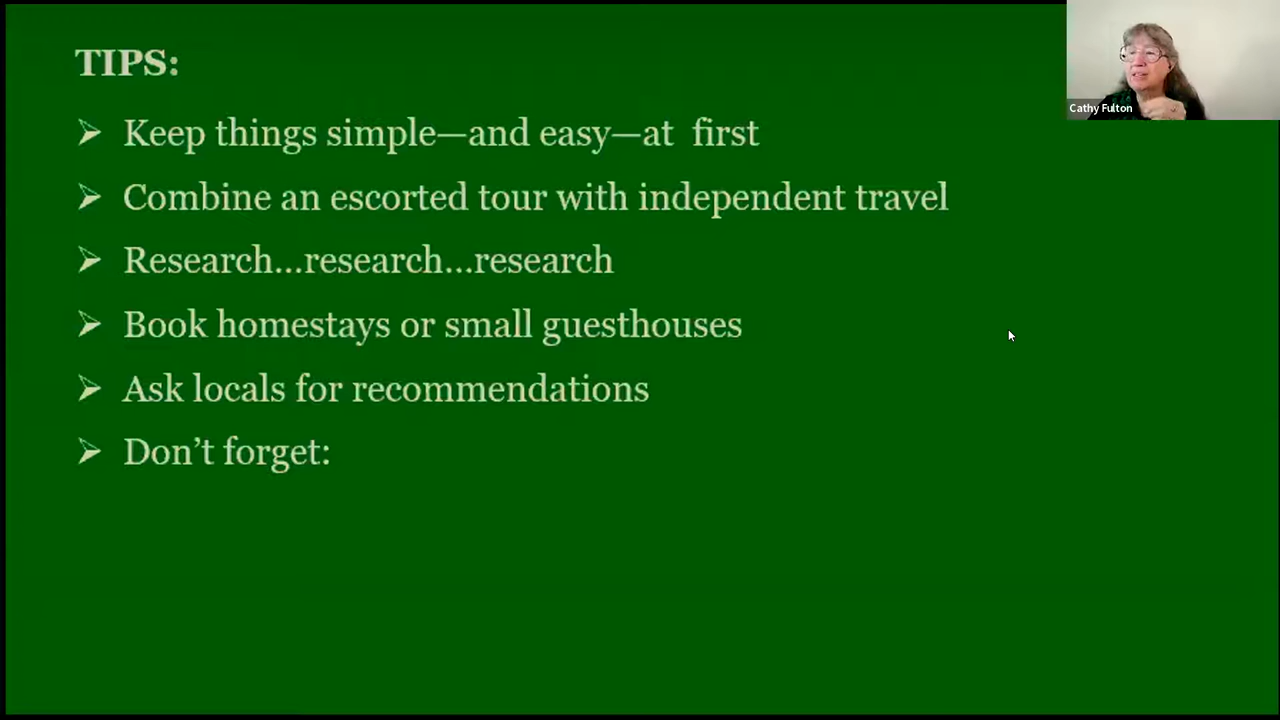 TIPS:
➢ Keep things simple—and easy—at  first
➢ Combine an escorted tour with independent travel
➢ Research…research…research
➢ Book homestays or small guesthouses
➢ Ask locals for recommendations
➢ Don’t forget:
Cathy Fulton